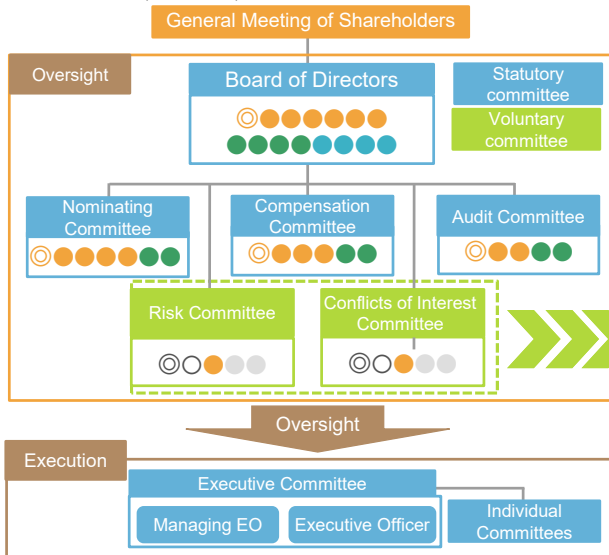 General Meeting of Shareholders
Oversight
Board of Directors
Statutory
committee
Voluntary
committee
Nominating
Committee
Compensation
Committee
Audit Committee
Risk Committee
Conflicts of Interest
Committee
Oversight
Execution
Executive Committee
Managing EO
Executive Officer
Individual
Committees